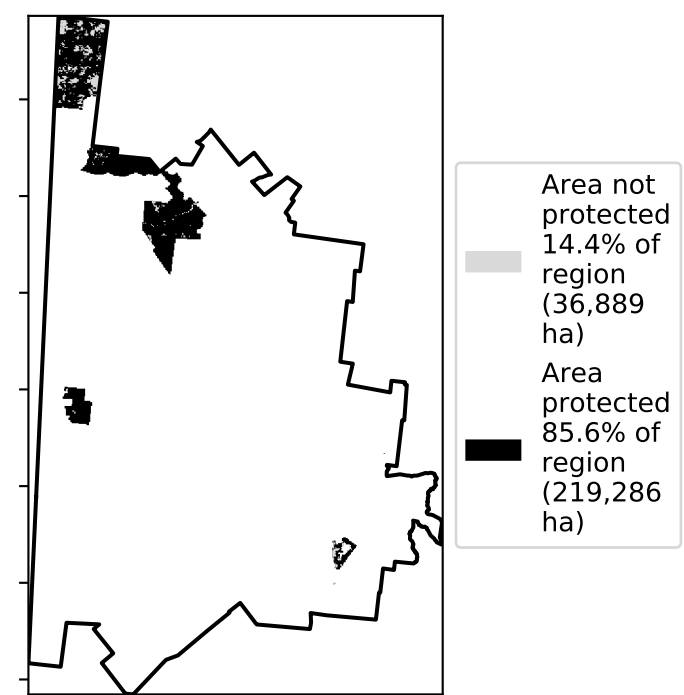 Area not
protected
14.4% of
region
(36,889
ha)
Area
protected
85.6% of
region
(219,286
ha)